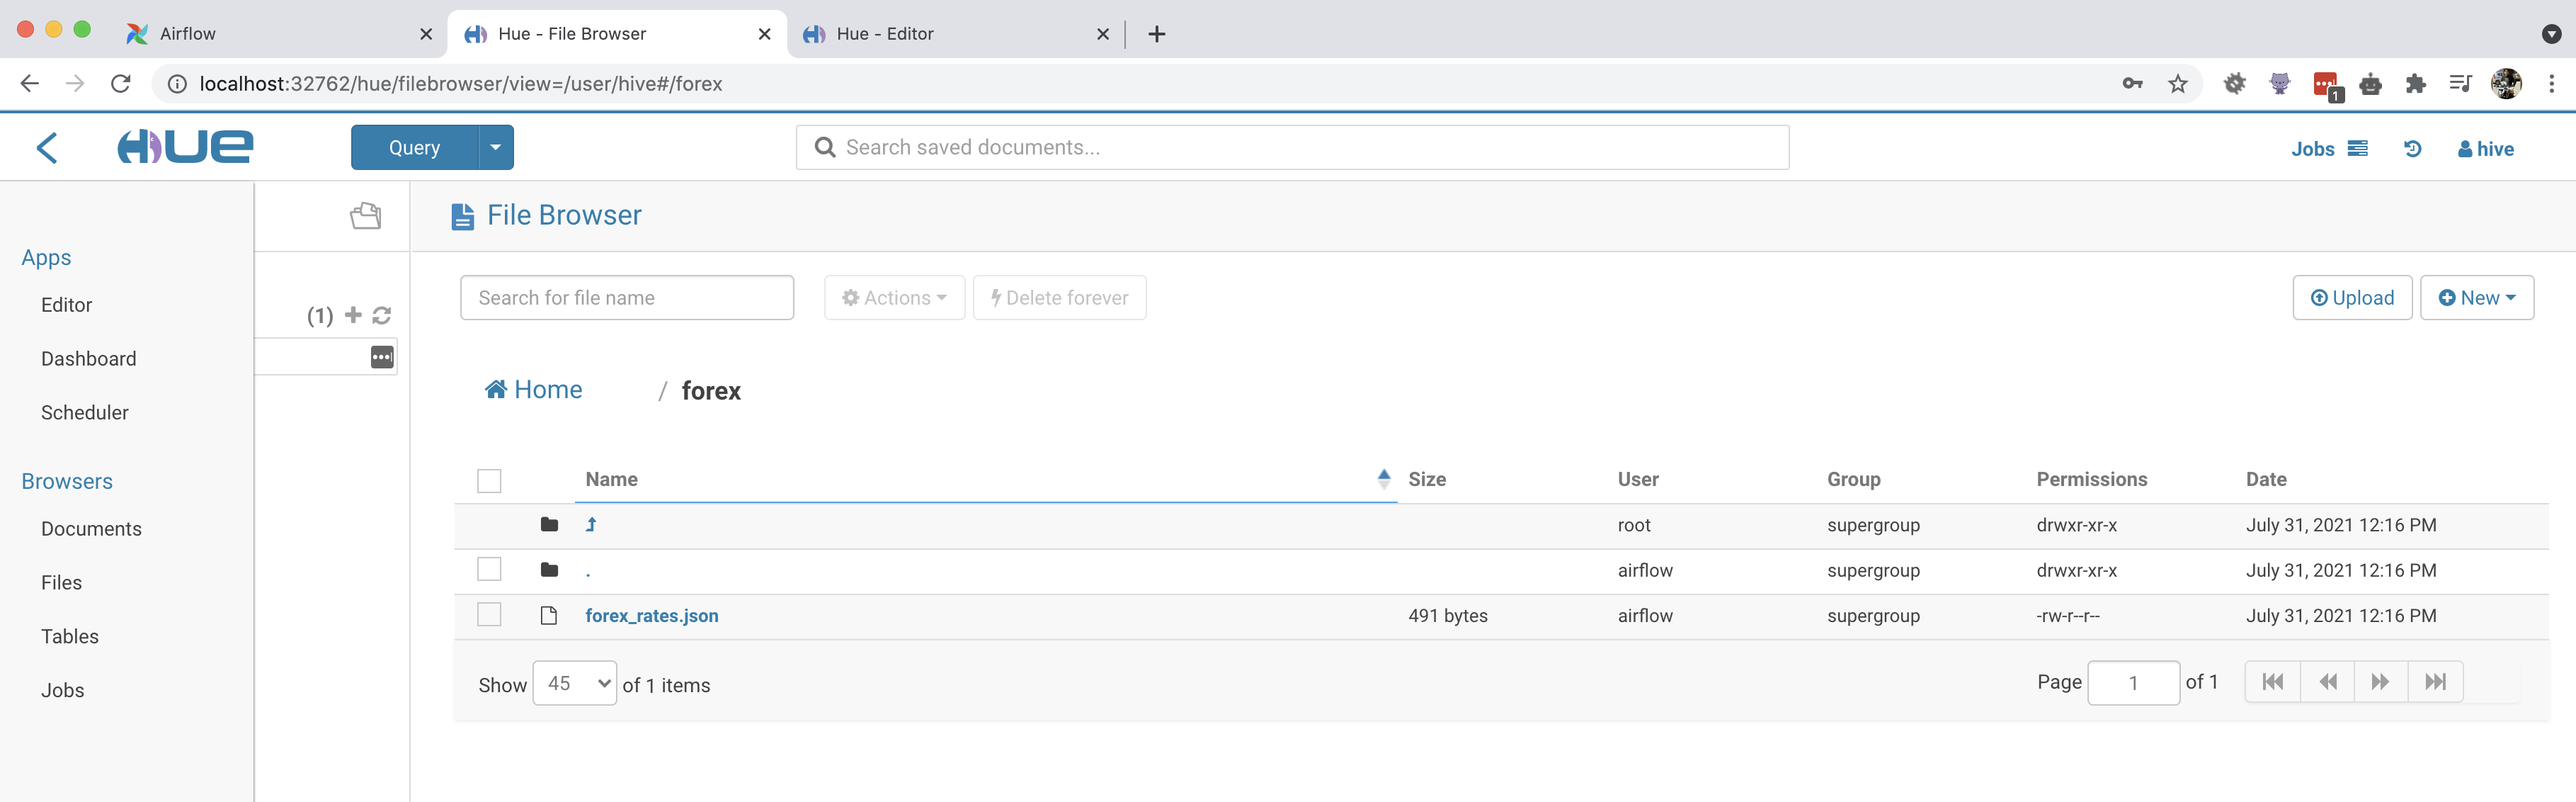 Airflow
Hue - File Browser
Hue - Editor
localhost:32762/hue/filebrowser/view=/user/hive#/forex
1
HUE
Query
Search saved documents...
Jobs
hive
File Browser
Apps
Editor
Dashboard
Scheduler
Browsers
Documents
Files
Tables
Jobs
(1)
Search for file name
Actions
Delete forever
Upload
New
Home / forex
Name Size User Group Permissions Date
root supergroup drwxr-xr-x July 31, 2021 12:16 PM
. airflow supergroup drwxr-xr-x July 31, 2021 12:16 PM
forex_rates.json 491 bytes airflow supergroup -rw-r--r-- July 31, 2021 12:16 PM
Show 45 of 1 items
Page 1 of 1